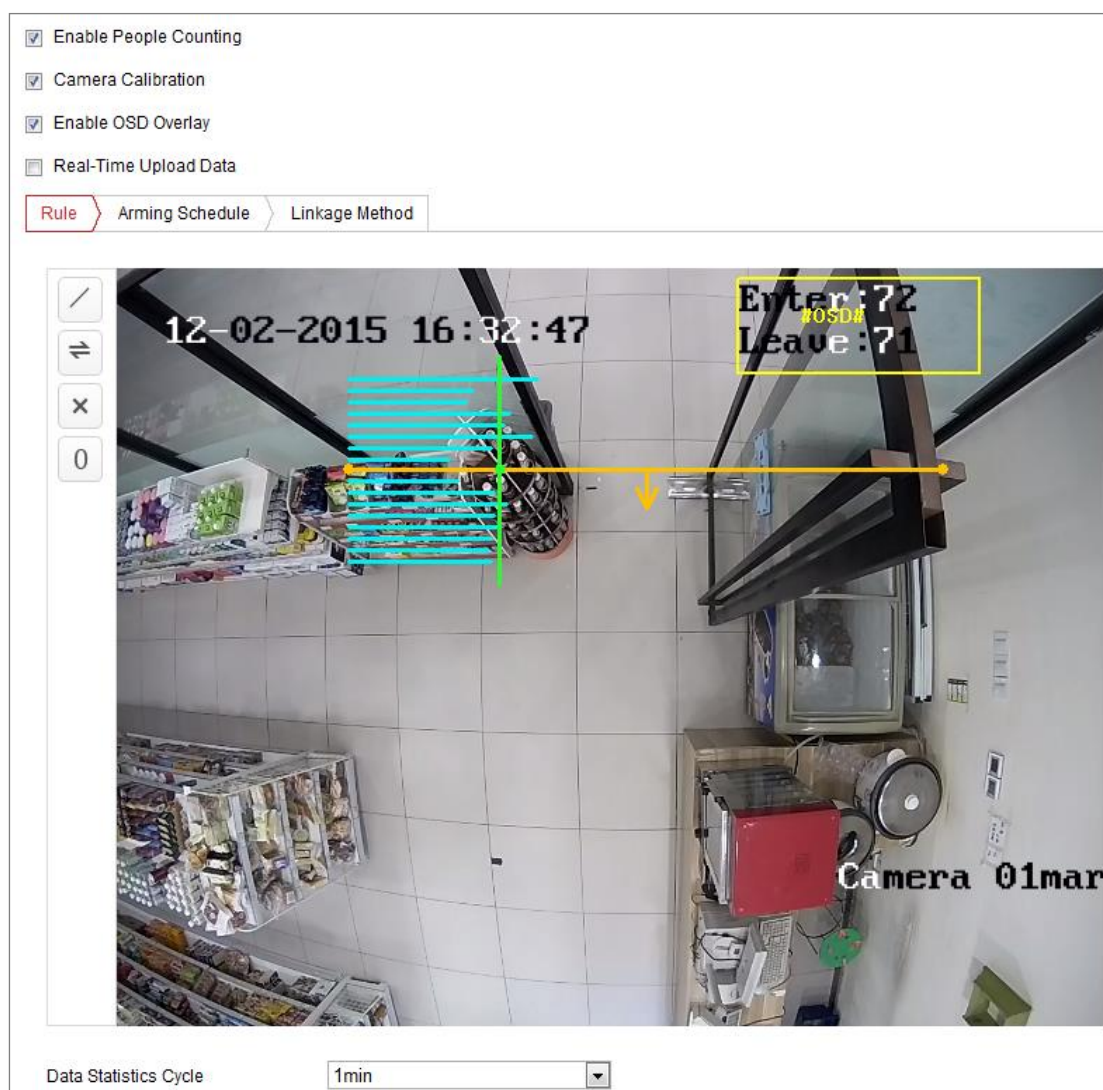 Enable People Counting
Camera Calibration
Enable OSD Overlay
Real-Time Upload Data
Rule Arming Schedule Linkage Method
12-02-2015 16:32:47
Enter:72
#OSD#
Leave:71
0
Camera 01mar
Data Statistics Cycle 1min